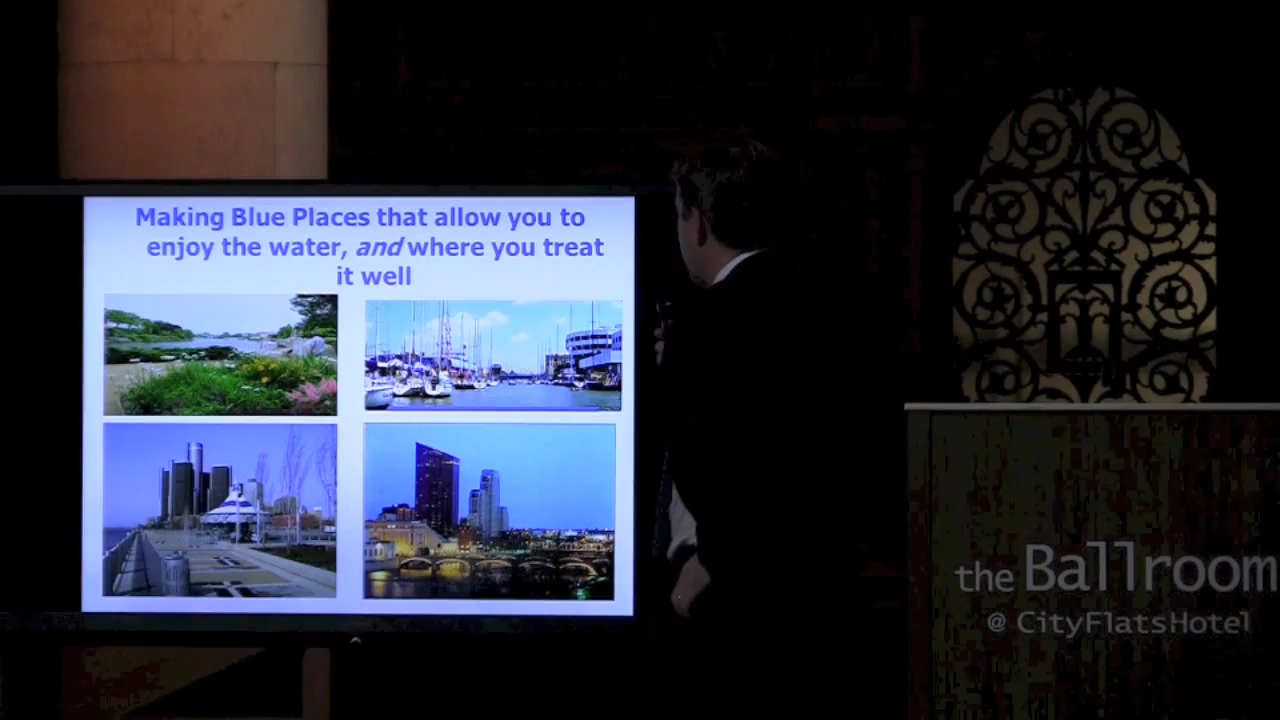 Making Blue Places that allow you to
enjoy the water, and where you treat
it well
the Ballroom
@ CityFlatsHotel